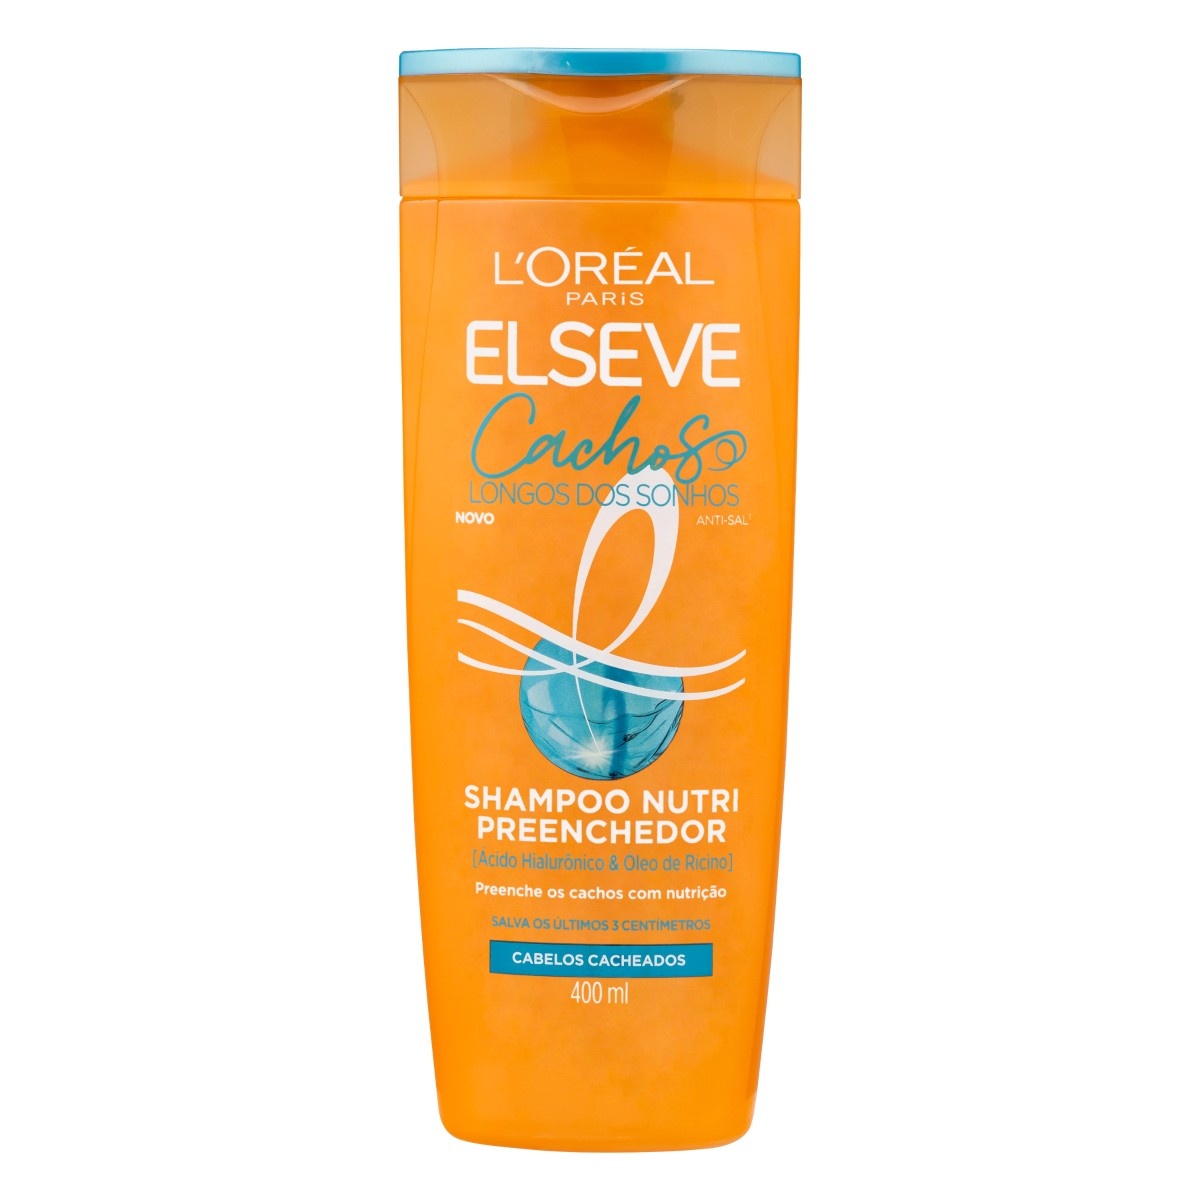 L'ORÉAL
PARIS
ELSEVE
Cachos
LONGOS DOS SONHOS
NOVO
ANTI-SAL¹
SHAMPOO NUTRI
PREENCHEDOR
[Ácido Hialurônico & Óleo de Rícino]
Preenche os cachos com nutrição
SALVA OS ÚLTIMOS 3 CENTÍMETROS
CABELOS CACHEADOS
400 ml